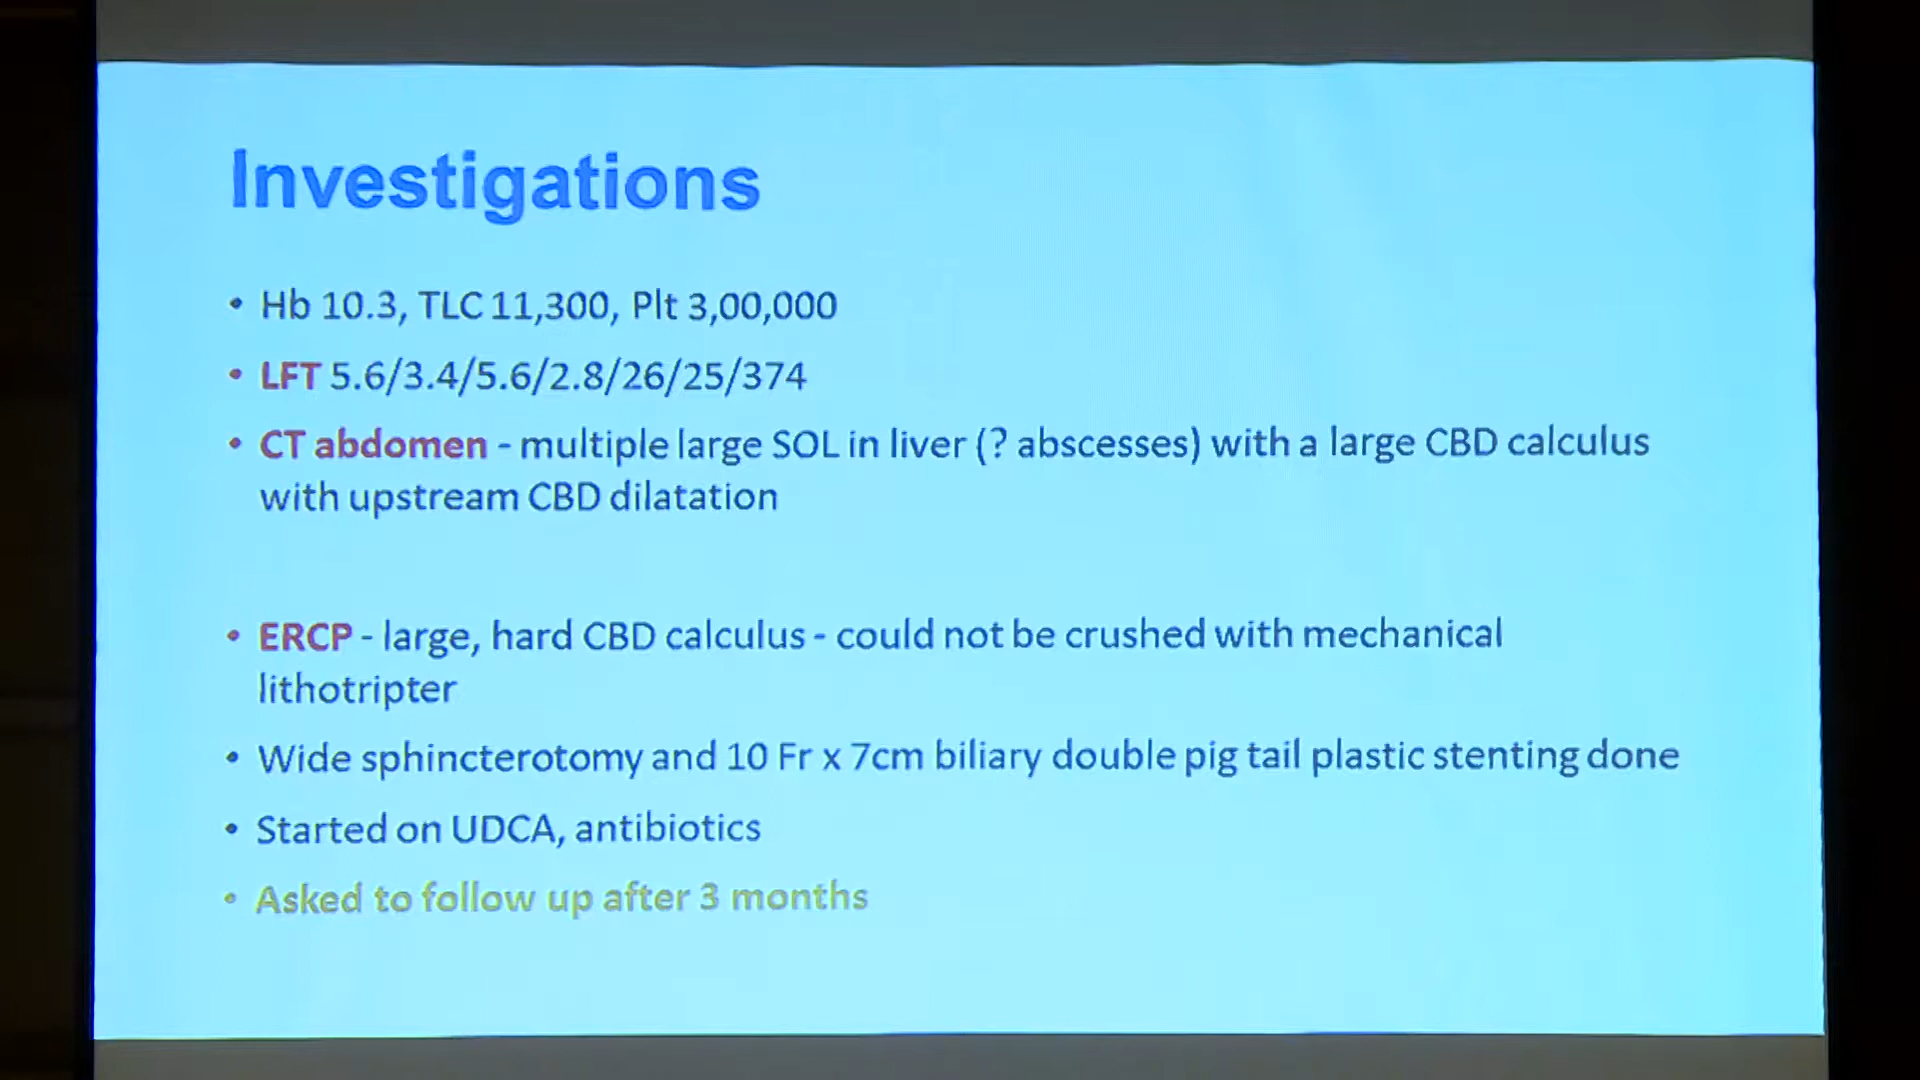 Investigations
• Hb 10.3, TLC 11,300, Plt 3,00,000
• LFT 5.6/3.4/5.6/2.8/26/25/374
• CT abdomen - multiple large SOL in liver (? abscesses) with a large CBD calculus
with upstream CBD dilatation
• ERCP - large, hard CBD calculus - could not be crushed with mechanical
lithotripter
• Wide sphincterotomy and 10 Fr x 7cm biliary double pig tail plastic stenting done
• Started on UDCA, antibiotics
• Asked to follow up after 3 months